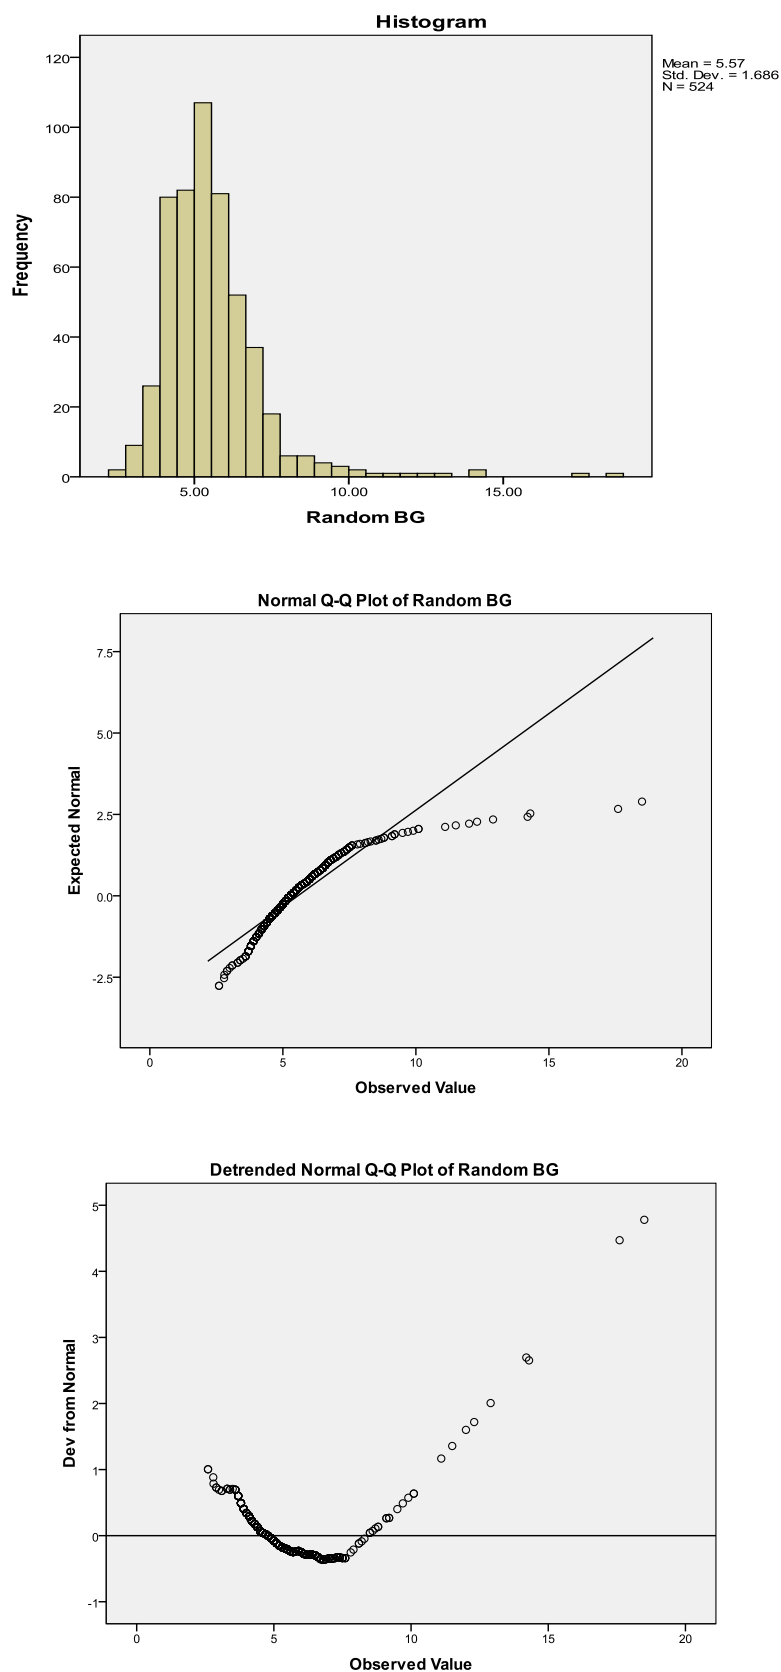 Histogram
Mean = 5.57
Std. Dev. = 1.686
N = 524
120
100
80
60
40
20
0
Frequency
5.00 10.00 15.00
Random BG
Normal Q-Q Plot of Random BG
7.5
5.0
2.5
0.0
-2.5
Expected Normal
0 5 10 15 20
Observed Value
Detrended Normal Q-Q Plot of Random BG
5
4
3
2
1
0
-1
Dev from Normal
0 5 10 15 20
Observed Value